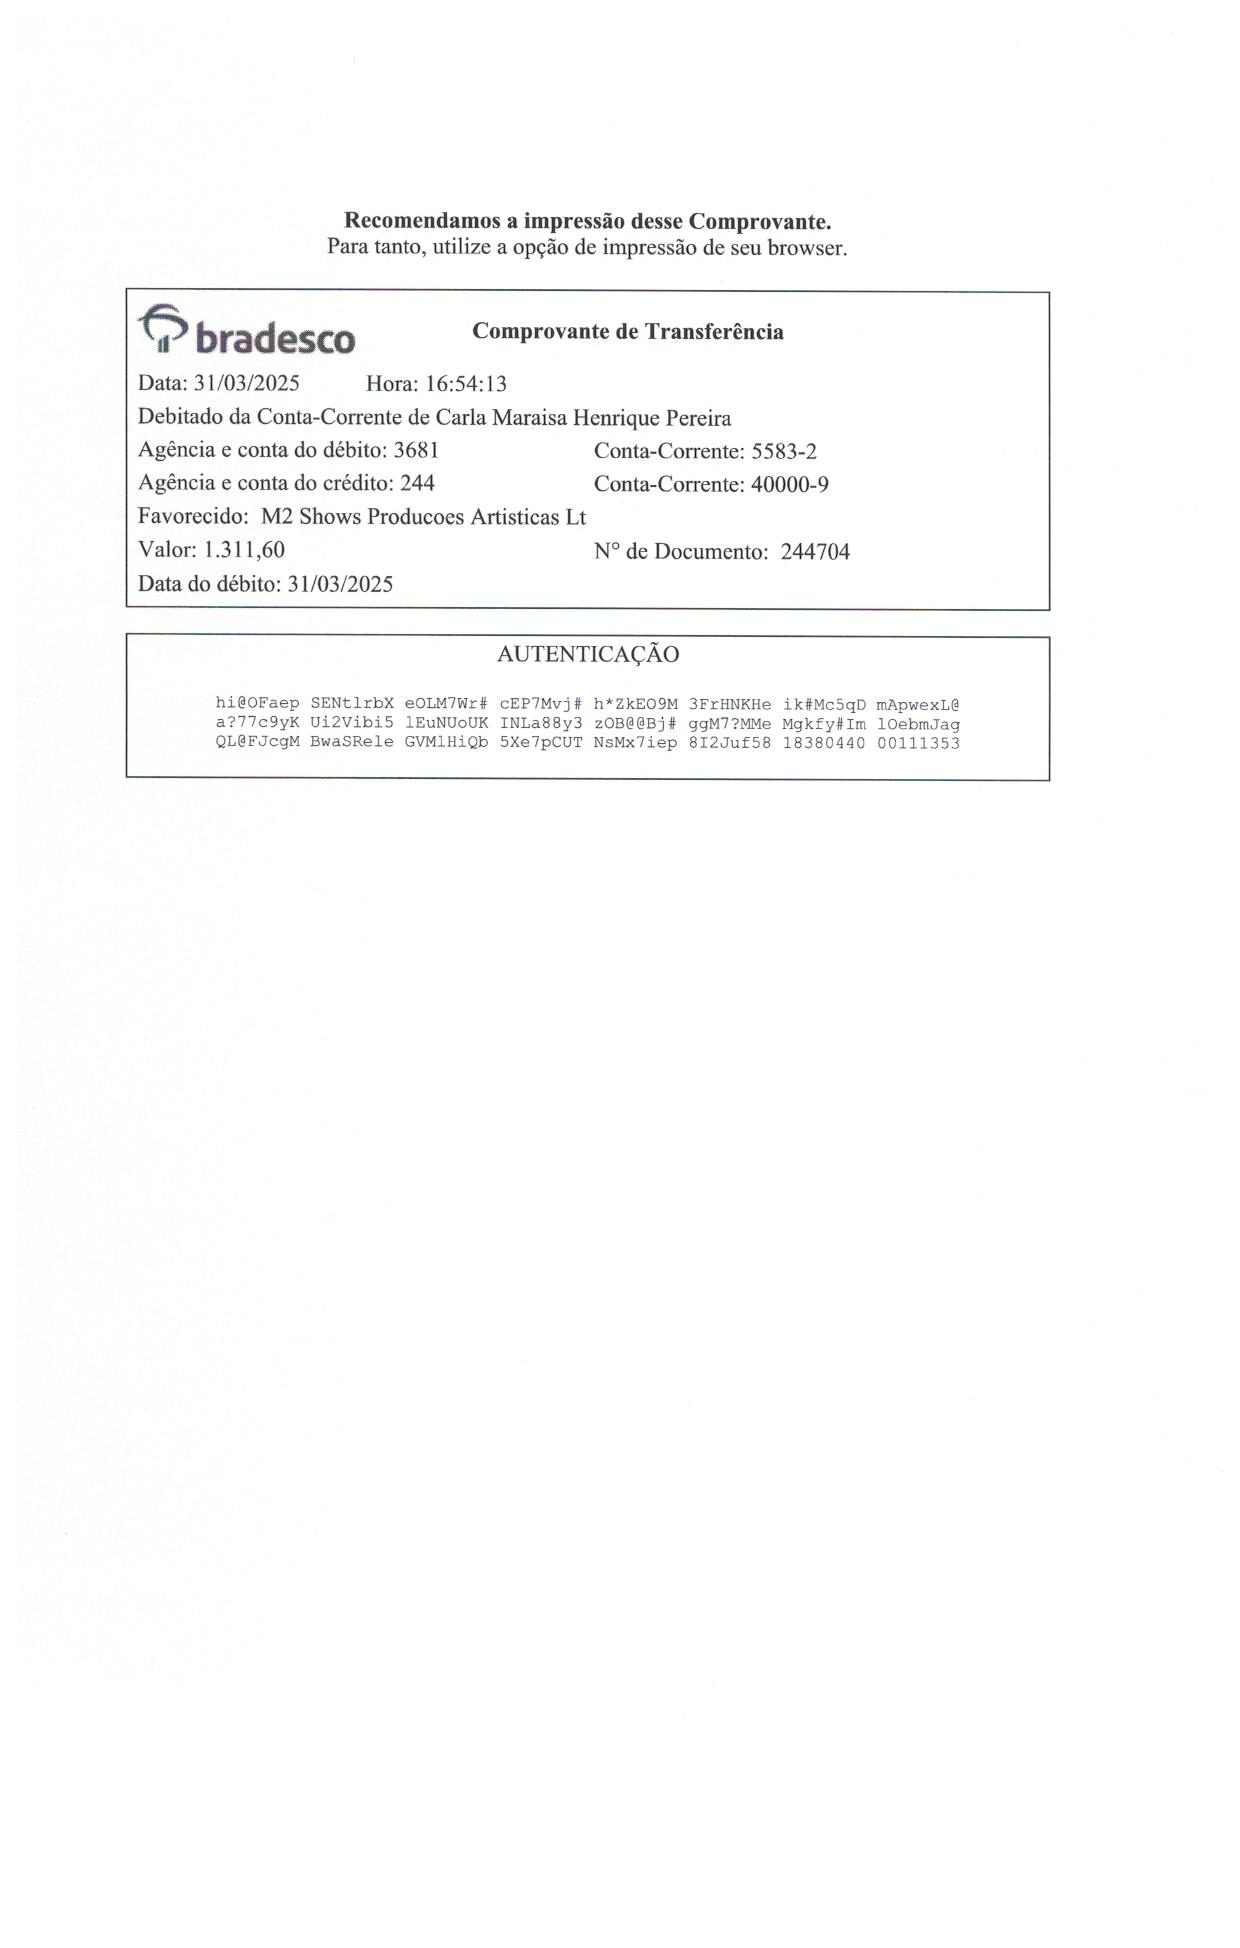 Recomendamos a impressão desse Comprovante.
Para tanto, utilize a opção de impressão de seu browser.
bradesco Comprovante de Transferência
Data: 31/03/2025 Hora: 16:54:13
Debitado da Conta-Corrente de Carla Maraisa Henrique Pereira
Agência e conta do débito: 3681 Conta-Corrente: 5583-2
Agência e conta do crédito: 244 Conta-Corrente: 40000-9
Favorecido: M2 Shows Producoes Artisticas Lt
Valor: 1.311,60 N° de Documento: 244704
Data do débito: 31/03/2025
AUTENTICAÇÃO
hi@OFaep SENtlrbX eOLM7Wr# cEP7Mvj# h*ZkEO9M 3FrHNKHe ik#Mc5qD mApwexL@
a?77c9yK Ui2Vibi5 lEuNUoUK INLa88y3 zOB@@Bj# ggM7?MMe Mgkfy#Im lOebmJag
QL@FJcgM BwaSRele GVMlHiQb 5Xe7pCUT NsMx7iep 8I2Juf58 18380440 00111353